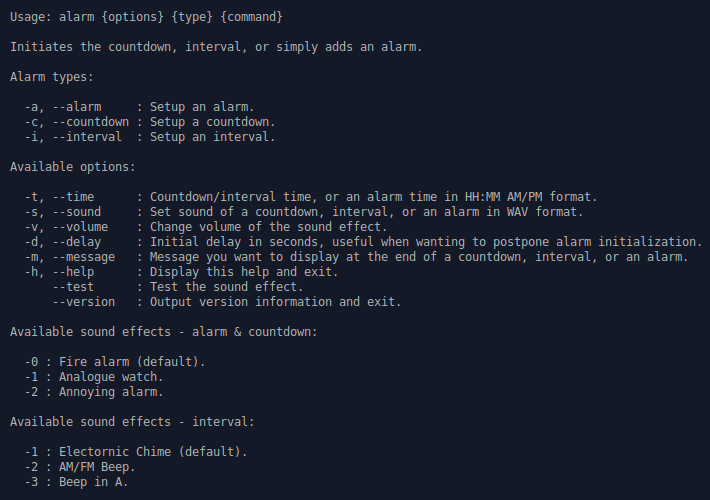 Usage: alarm {options} {type} {command}

Initiates the countdown, interval, or simply adds an alarm.

Alarm types:

  -a, --alarm     : Setup an alarm.
  -c, --countdown : Setup a countdown.
  -i, --interval  : Setup an interval.

Available options:

  -t, --time      : Countdown/interval time, or an alarm time in HH:MM AM/PM format.
  -s, --sound     : Set sound of a countdown, interval, or an alarm in WAV format.
  -v, --volume    : Change volume of the sound effect.
  -d, --delay     : Initial delay in seconds, useful when wanting to postpone alarm initialization.
  -m, --message   : Message you want to display at the end of a countdown, interval, or an alarm.
  -h, --help      : Display this help and exit.
      --test      : Test the sound effect.
      --version   : Output version information and exit.

Available sound effects - alarm & countdown:

  -0 : Fire alarm (default).
  -1 : Analogue watch.
  -2 : Annoying alarm.

Available sound effects - interval:

  -1 : Electornic Chime (default).
  -2 : AM/FM Beep.
  -3 : Beep in A.